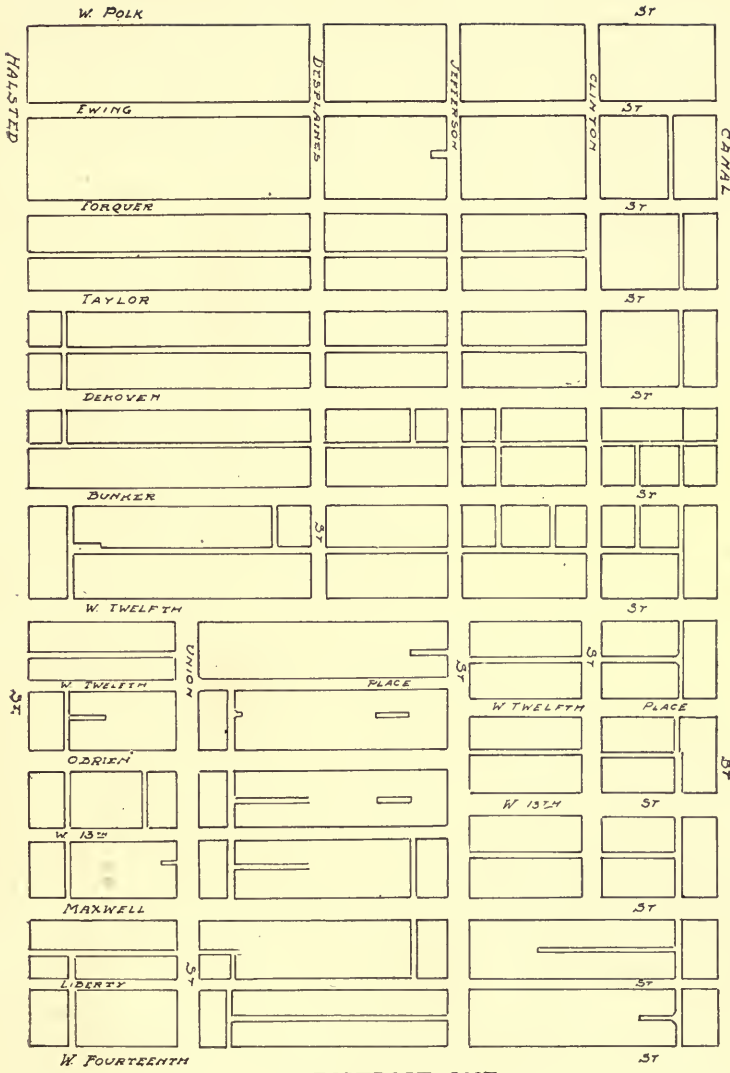 W. POLK ST
HALSTED
DESPLAINES
JEFFERSON
CLINTON
CANAL
EWING ST
FORQUER ST
TAYLOR ST
DEKOVEN ST
BUNKER ST
ST
W. TWELFTH ST
UNION
ST
ST
W. TWELFTH PLACE
ST.
W TWELFTH PLACE
O'BRIEN
ST
W 13TH ST
W. 13TH
MAXWELL ST
ST
LIBERTY ST
W. FOURTEENTH ST